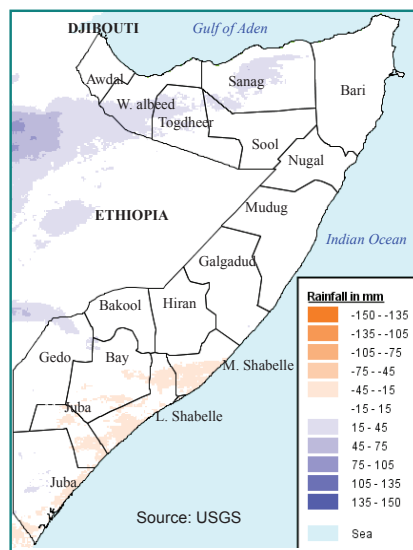 DJIBOUTI
Gulf of Aden
Awdal
Sanag
Bari
W. albeed
Togdheer
Sool
Nugal
ETHIOPIA
Mudug
Indian Ocean
Galgadud
Bakool
Hiran
Gedo
Bay
M. Shabelle
Juba
L. Shabelle
Juba
Source: USGS
Rainfall in mm
-150 - -135
-135 - -105
-105 - -75
-75 - -45
-45 - -15
-15 - 15
15 - 45
45 - 75
75 - 105
105 - 135
135 - 150
Sea